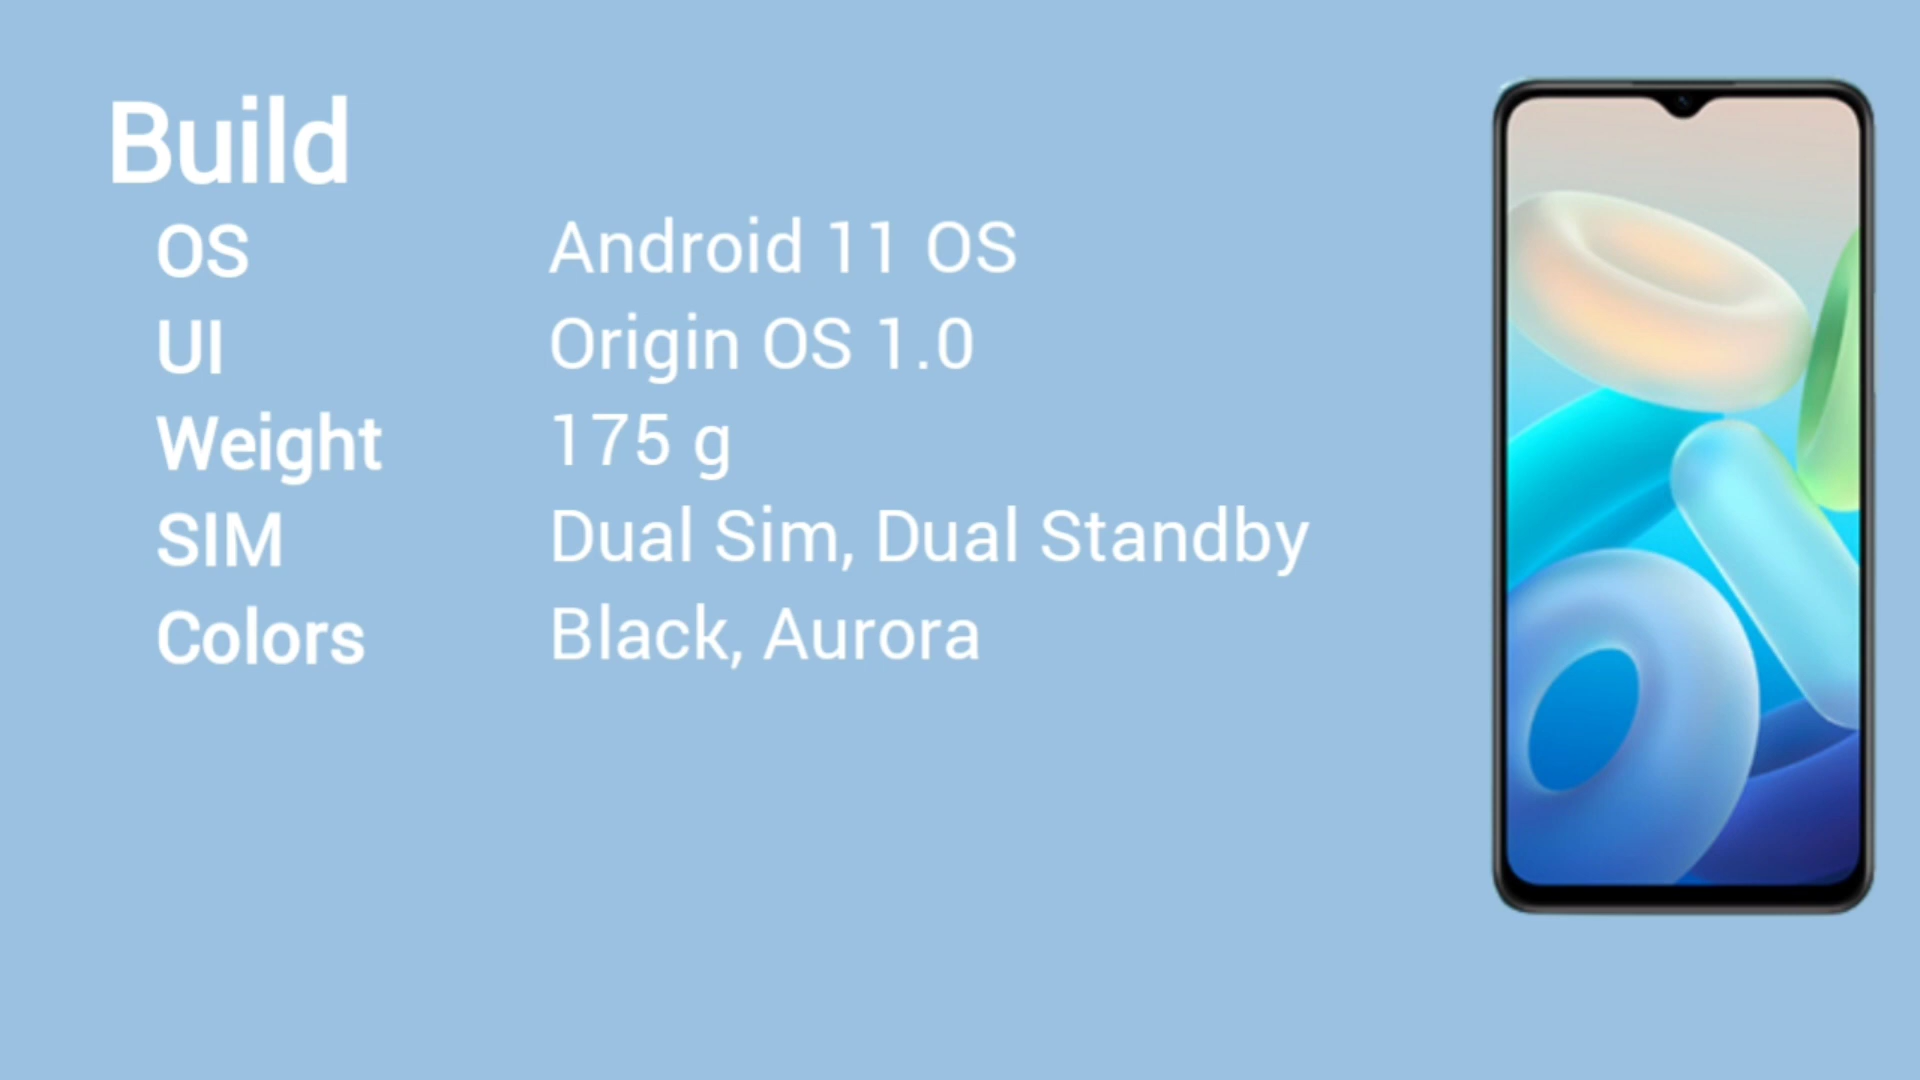 Build
OS Android 11 OS
UI Origin OS 1.0
Weight 175 g
SIM Dual Sim, Dual Standby
Colors Black, Aurora